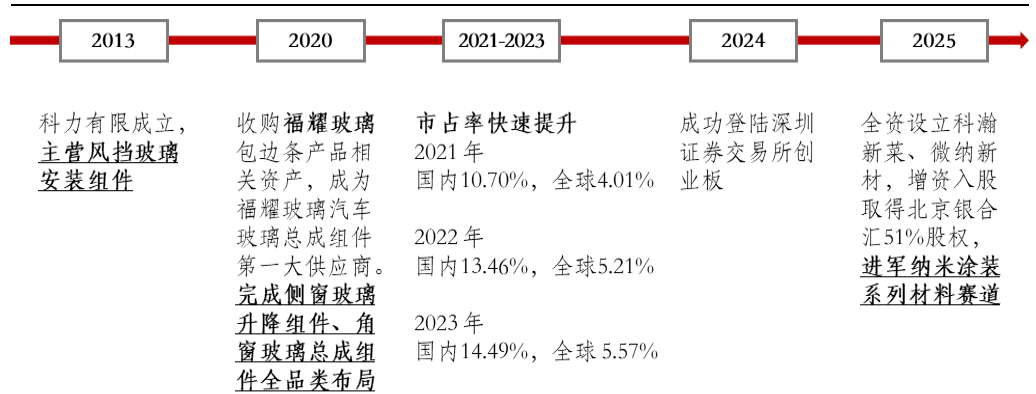 2013
2020
2021-2023
2024
2025
科力有限成立，
主营风挡玻璃
安装组件
收购福耀玻璃
包边条产品相
关资产，成为
福耀玻璃汽车
玻璃总成组件
第一大供应商。
完成侧窗玻璃
升降组件、角
窗玻璃总成组
件全品类布局
市占率快速提升
2021年
国内10.70%，全球4.01%
2022年
国内13.46%，全球5.21%
2023年
国内14.49%，全球 5.57%
成功登陆深圳
证券交易所创
业板
全资设立科瀚
新菜、微纳新
材，增资入股
取得北京银合
汇51%股权，
进军纳米涂装
系列材料赛道